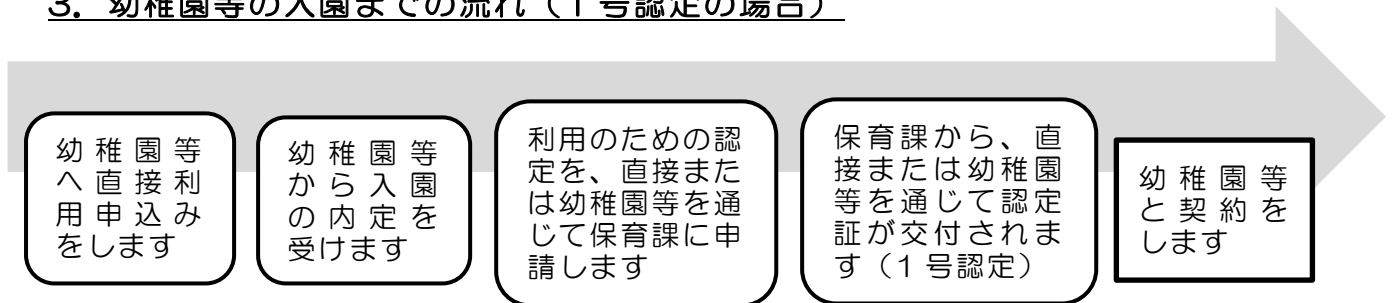 3．幼稚園等の入園までの流れ（1号認定の場合）
幼稚園等
へ直接利
用申込み
をします
幼稚園等
から入園
の内定を
受けます
利用のための認
定を、直接また
は幼稚園等を通
じて保育課に申
請します
保育課から、直
接または幼稚園
等を通じて認定
証が交付されま
す（1号認定）
幼稚園等
と契約を
します